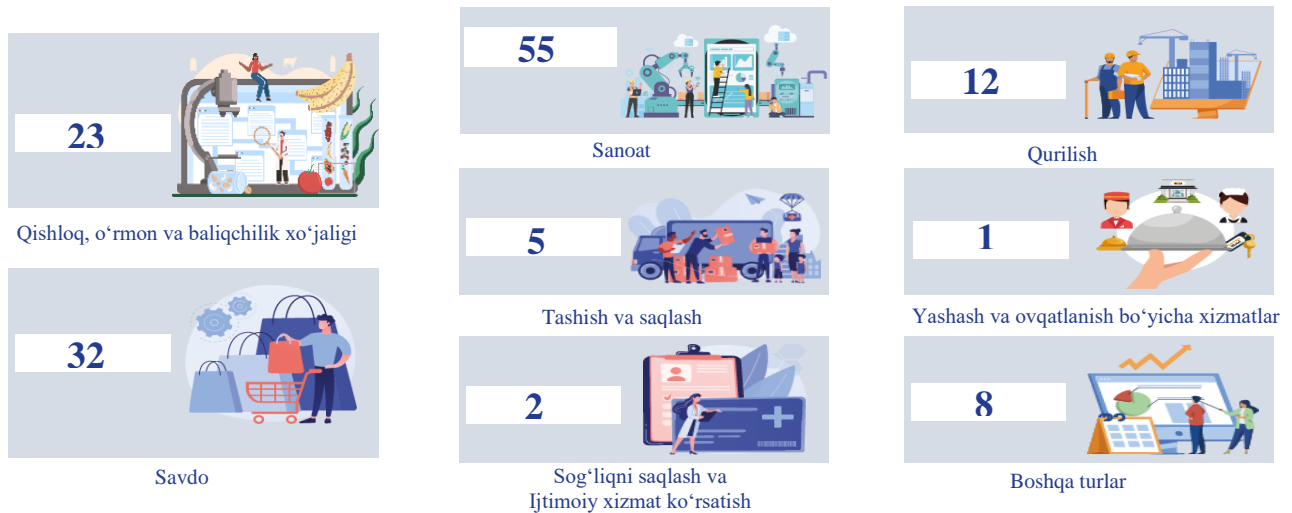 23
Qishloq, o‘rmon va baliqchilik xo‘jaligi
32
Savdo
55
Sanoat
5
Tashish va saqlash
2
Sog‘liqni saqlash va
Ijtimoiy xizmat ko‘rsatish
12
Qurilish
1
Yashash va ovqatlanish bo‘yicha xizmatlar
8
Boshqa turlar